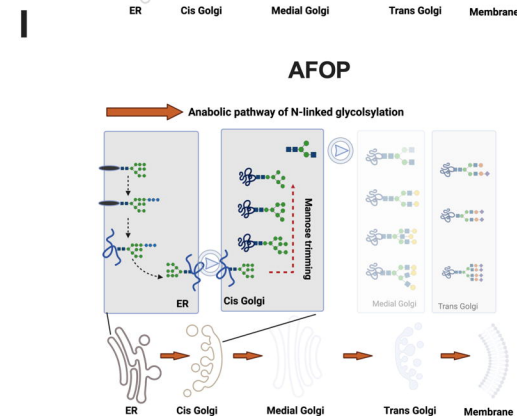 ER Cis Golgi Medial Golgi Trans Golgi Membrane
I
AFOP
Anabolic pathway of N-linked glycolsylation
Mannose trimming
ER
Cis Golgi
Medial Golgi
Trans Golgi
ER Cis Golgi Medial Golgi Trans Golgi Membrane